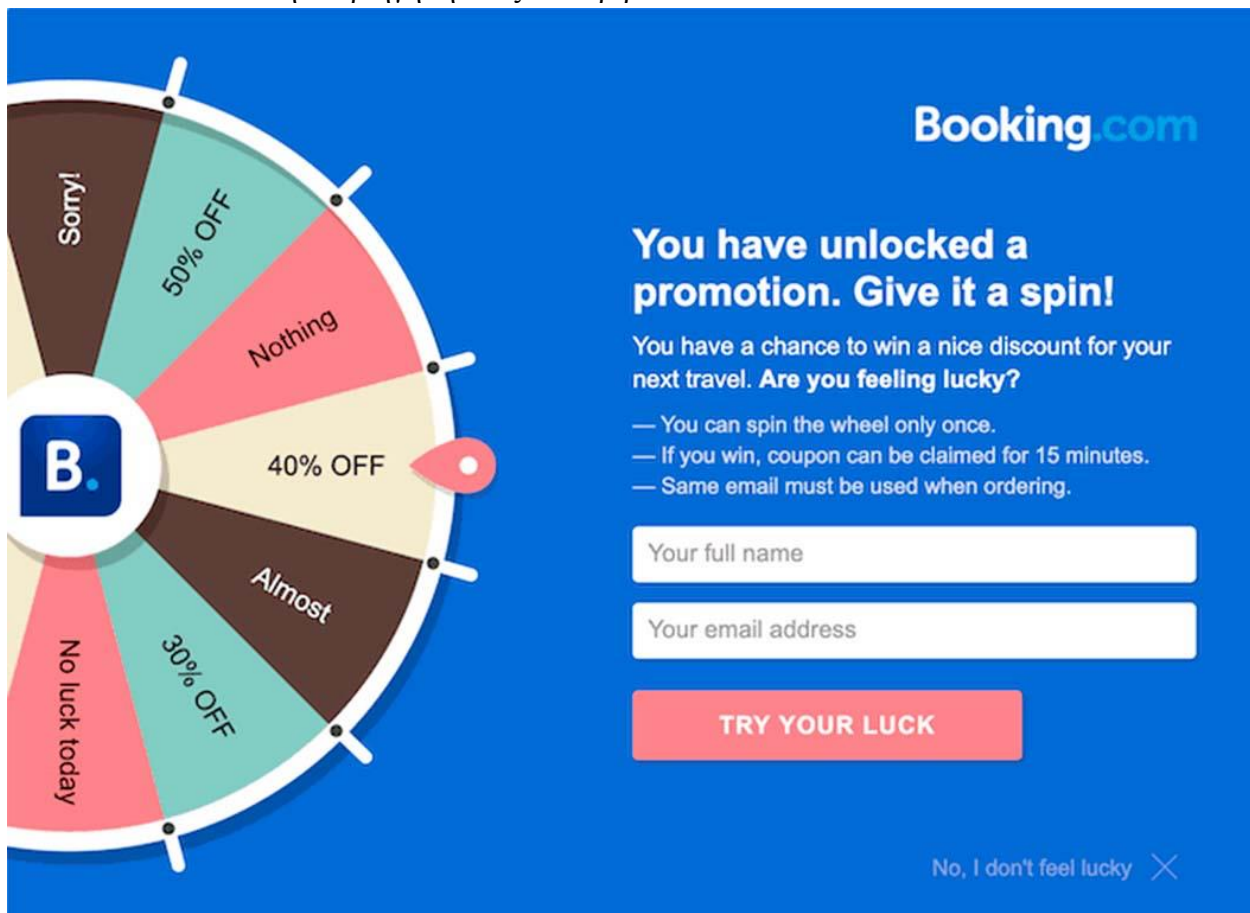 Booking.com
You have unlocked a
promotion. Give it a spin!
You have a chance to win a nice discount for your
next travel. Are you feeling lucky?
— You can spin the wheel only once.
— If you win, coupon can be claimed for 15 minutes.
— Same email must be used when ordering.
Your full name
Your email address
TRY YOUR LUCK
No, I don't feel lucky
Sorry!
50% OFF
Nothing
40% OFF
Almost
30% OFF
No luck today
B.